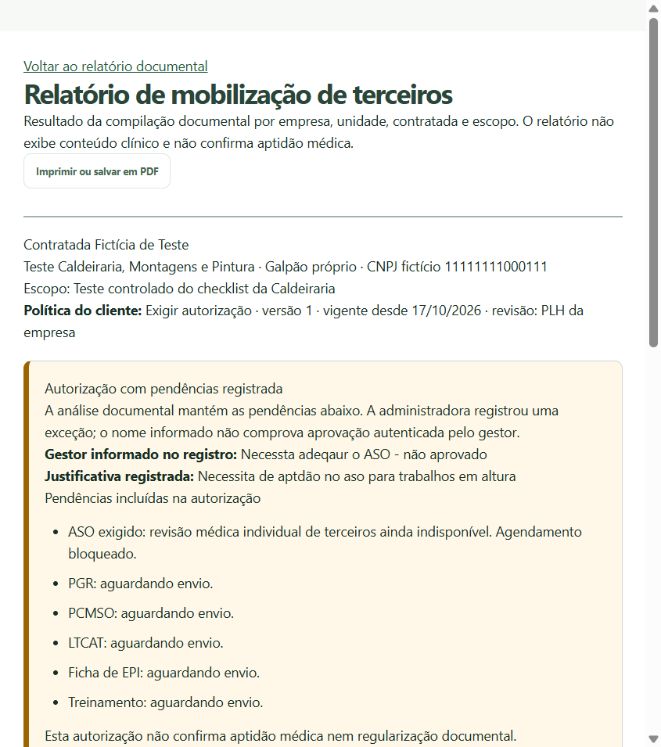 Voltar ao relatório documental
Relatório de mobilização de terceiros
Resultado da compilação documental por empresa, unidade, contratada e escopo. O relatório não
exibe conteúdo clínico e não confirma aptidão médica.
Imprimir ou salvar em PDF
Contratada Fictícia de Teste
Teste Caldeiraria, Montagens e Pintura · Galpão próprio · CNPJ fictício 11111111000111
Escopo: Teste controlado do checklist da Caldeiraria
Política do cliente: Exigir autorização · versão 1 · vigente desde 17/10/2026 · revisão: PLH da
empresa
Autorização com pendências registrada
A análise documental mantém as pendências abaixo. A administradora registrou uma
exceção; o nome informado não comprova aprovação autenticada pelo gestor.
Gestor informado no registro: Necessta adeqaur o ASO - não aprovado
Justificativa registrada: Necessita de aptdão no aso para trabalhos em altura
Pendências incluídas na autorização
• ASO exigido: revisão médica individual de terceiros ainda indisponível. Agendamento
bloqueado.
• PGR: aguardando envio.
• PCMSO: aguardando envio.
• LTCAT: aguardando envio.
• Ficha de EPI: aguardando envio.
• Treinamento: aguardando envio.
Esta autorização não confirma aptidão médica nem regularização documental.